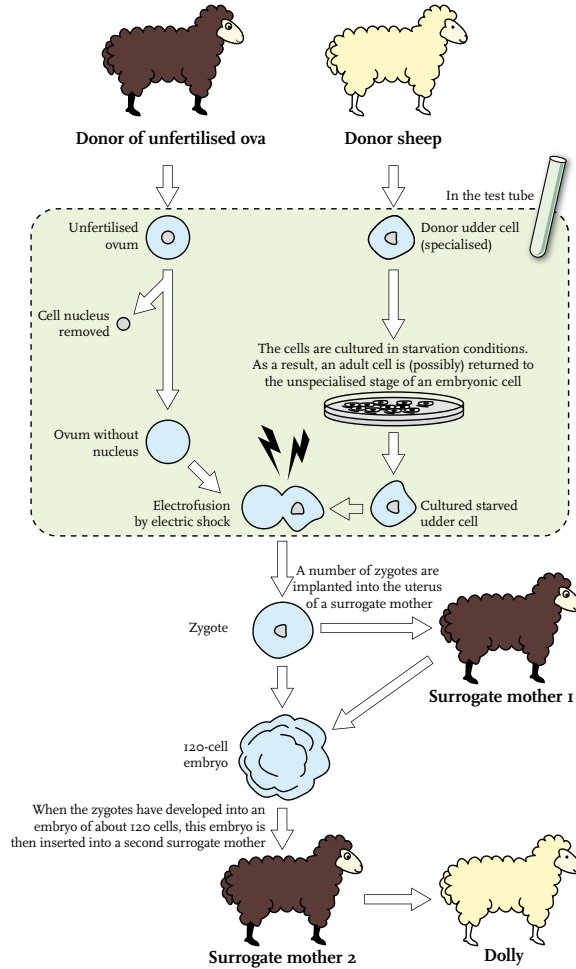 Donor of unfertilised ova
Donor sheep
In the test tube
Unfertilised
ovum
Donor udder cell
(specialised)
Cell nucleus
removed
The cells are cultured in starvation conditions.
As a result, an adult cell is (possibly) returned to
the unspecialised stage of an embryonic cell
Ovum without
nucleus
Electrofusion
by electric shock
Cultured starved
udder cell
A number of zygotes are
implanted into the uterus
of a surrogate mother
Zygote
Surrogate mother 1
120-cell
embryo
When the zygotes have developed into an
embryo of about 120 cells, this embryo is
then inserted into a second surrogate mother
Surrogate mother 2
Dolly